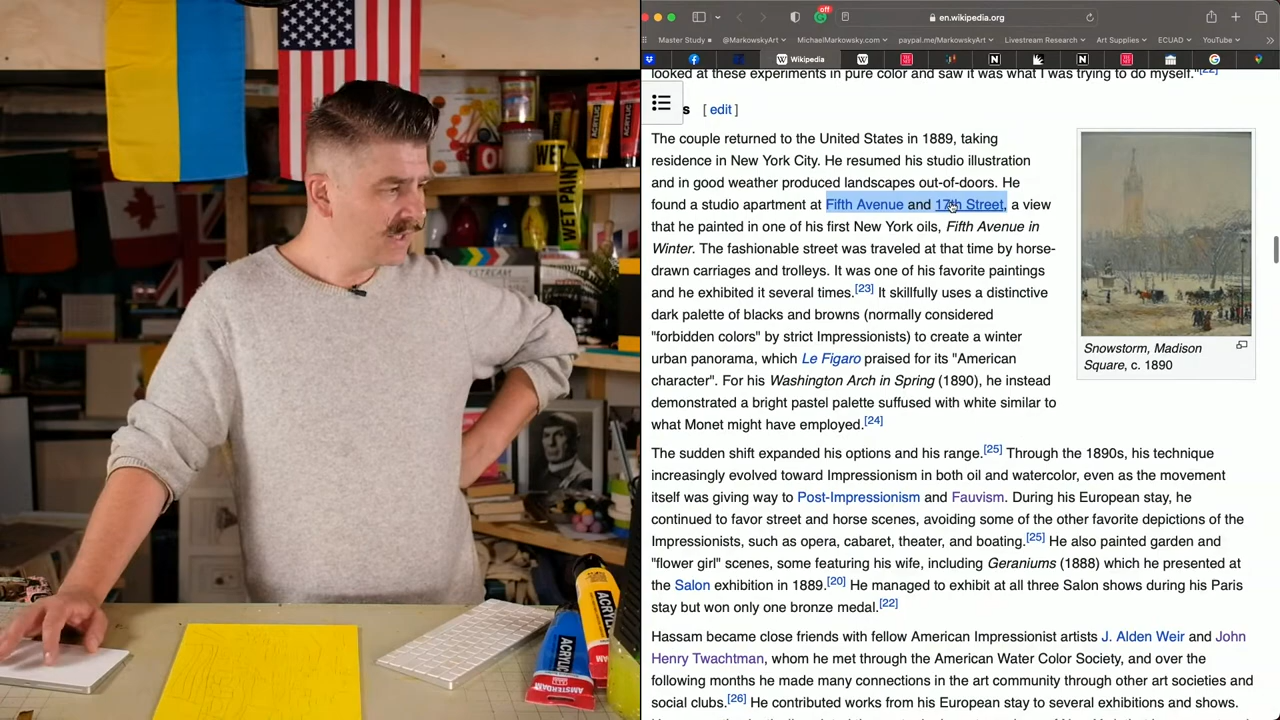 off
en.wikipedia.org
Master Study
@MarkowskyArt
MichaelMarkowsky.com
paypal.me/MarkowskyArt
Livestream Research
Art Supplies
ECUAD
YouTube
Wikipedia
looked at these experiments in pure color and saw it was what I was trying to do myself."[22]
s [ edit ]
The couple returned to the United States in 1889, taking
residence in New York City. He resumed his studio illustration
and in good weather produced landscapes out-of-doors. He
found a studio apartment at Fifth Avenue and 17th Street, a view
that he painted in one of his first New York oils, Fifth Avenue in
Winter. The fashionable street was traveled at that time by horse-
drawn carriages and trolleys. It was one of his favorite paintings
and he exhibited it several times.[23] It skillfully uses a distinctive
dark palette of blacks and browns (normally considered
"forbidden colors" by strict Impressionists) to create a winter
urban panorama, which Le Figaro praised for its "American
character". For his Washington Arch in Spring (1890), he instead
demonstrated a bright pastel palette suffused with white similar to
what Monet might have employed.[24]
Snowstorm, Madison
Square, c. 1890
The sudden shift expanded his options and his range.[25] Through the 1890s, his technique
increasingly evolved toward Impressionism in both oil and watercolor, even as the movement
itself was giving way to Post-Impressionism and Fauvism. During his European stay, he
continued to favor street and horse scenes, avoiding some of the other favorite depictions of the
Impressionists, such as opera, cabaret, theater, and boating.[25] He also painted garden and
"flower girl" scenes, some featuring his wife, including Geraniums (1888) which he presented at
the Salon exhibition in 1889.[20] He managed to exhibit at all three Salon shows during his Paris
stay but won only one bronze medal.[22]
Hassam became close friends with fellow American Impressionist artists J. Alden Weir and John
Henry Twachtman, whom he met through the American Water Color Society, and over the
following months he made many connections in the art community through other art societies and
social clubs.[26] He contributed works from his European stay to several exhibitions and shows.
WET PAINT
WET
ACRYLIC
ACRYLIC
ACRYLIC
ACRYLIC
AMSTERDAM